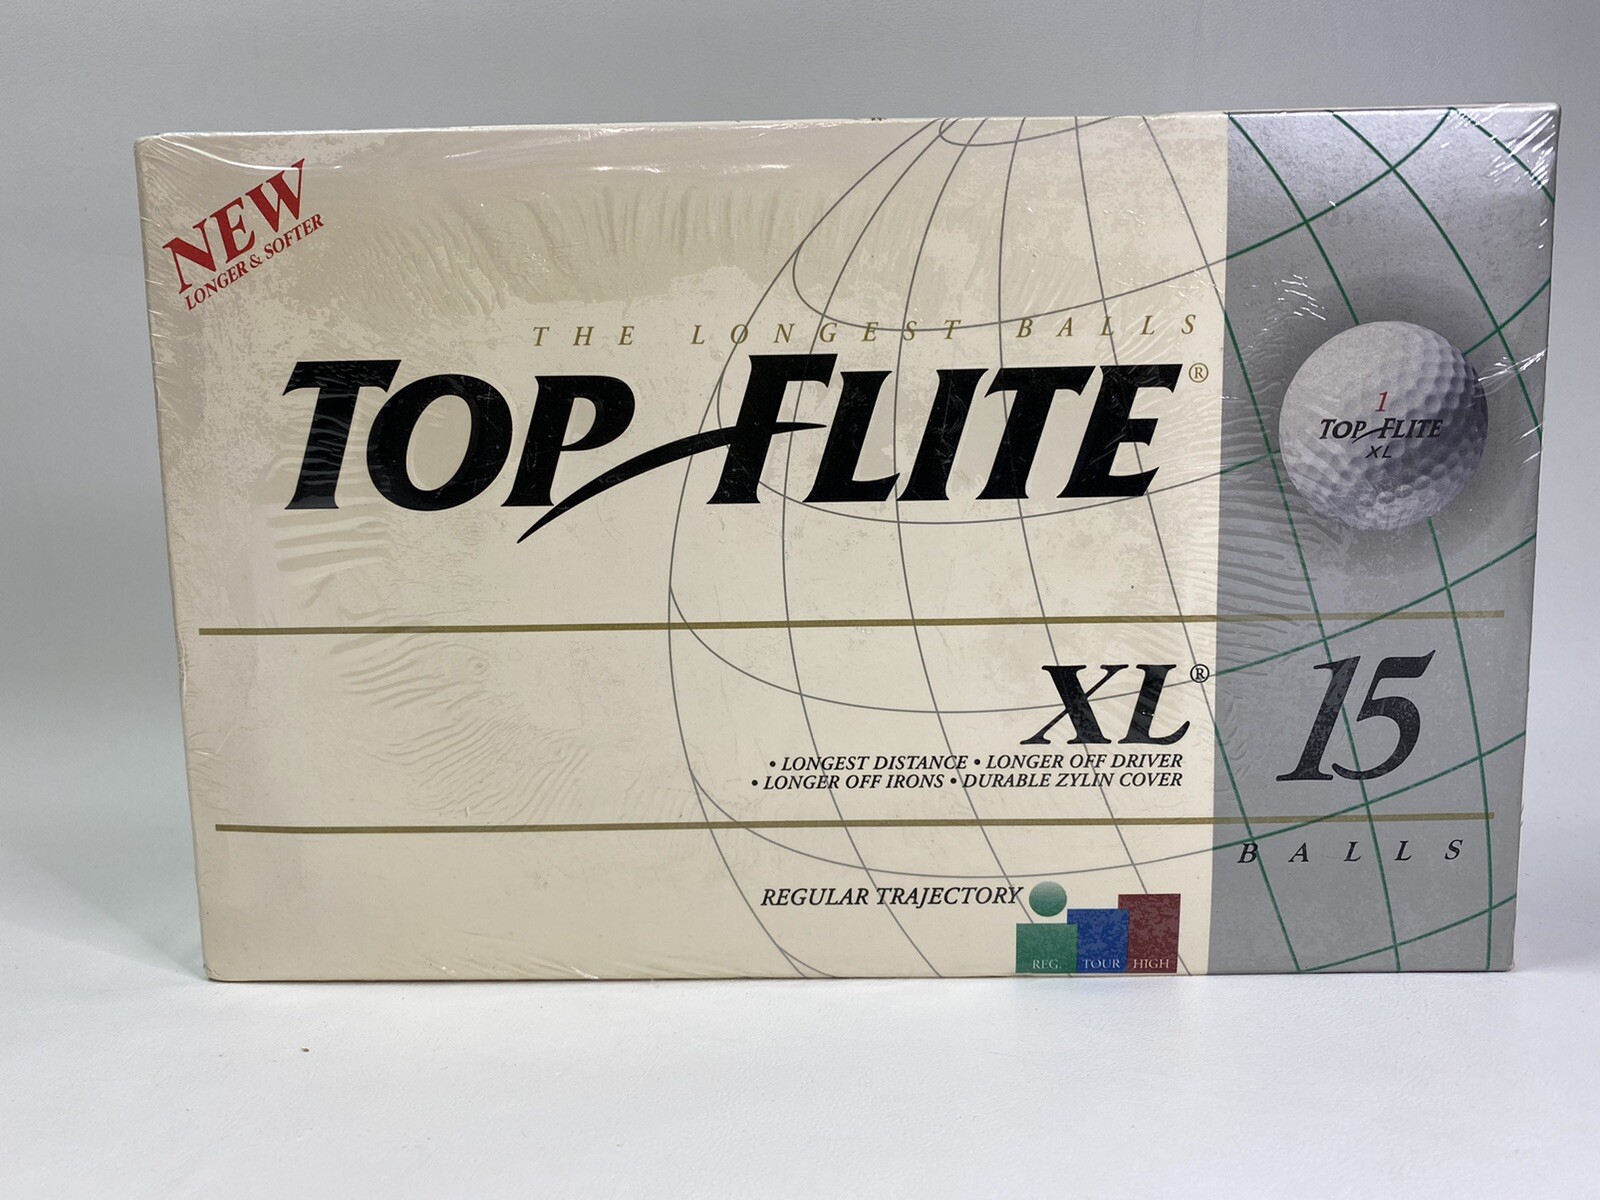 NEW
LONGER & SOFTER
THE LONGEST BALLS
TOP FLITE®
1
TOP FLITE
XL
XL®
• LONGEST DISTANCE • LONGER OFF DRIVER
• LONGER OFF IRONS • DURABLE ZYLIN COVER
15
BALLS
REGULAR TRAJECTORY
REG. TOUR HIGH